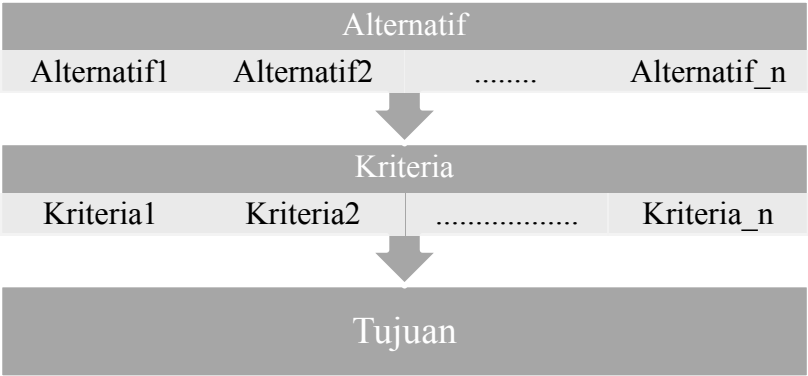 Alternatif
Alternatif1 Alternatif2 ........ Alternatif_n
Kriteria
Kriteria1 Kriteria2 .................. Kriteria_n
Tujuan